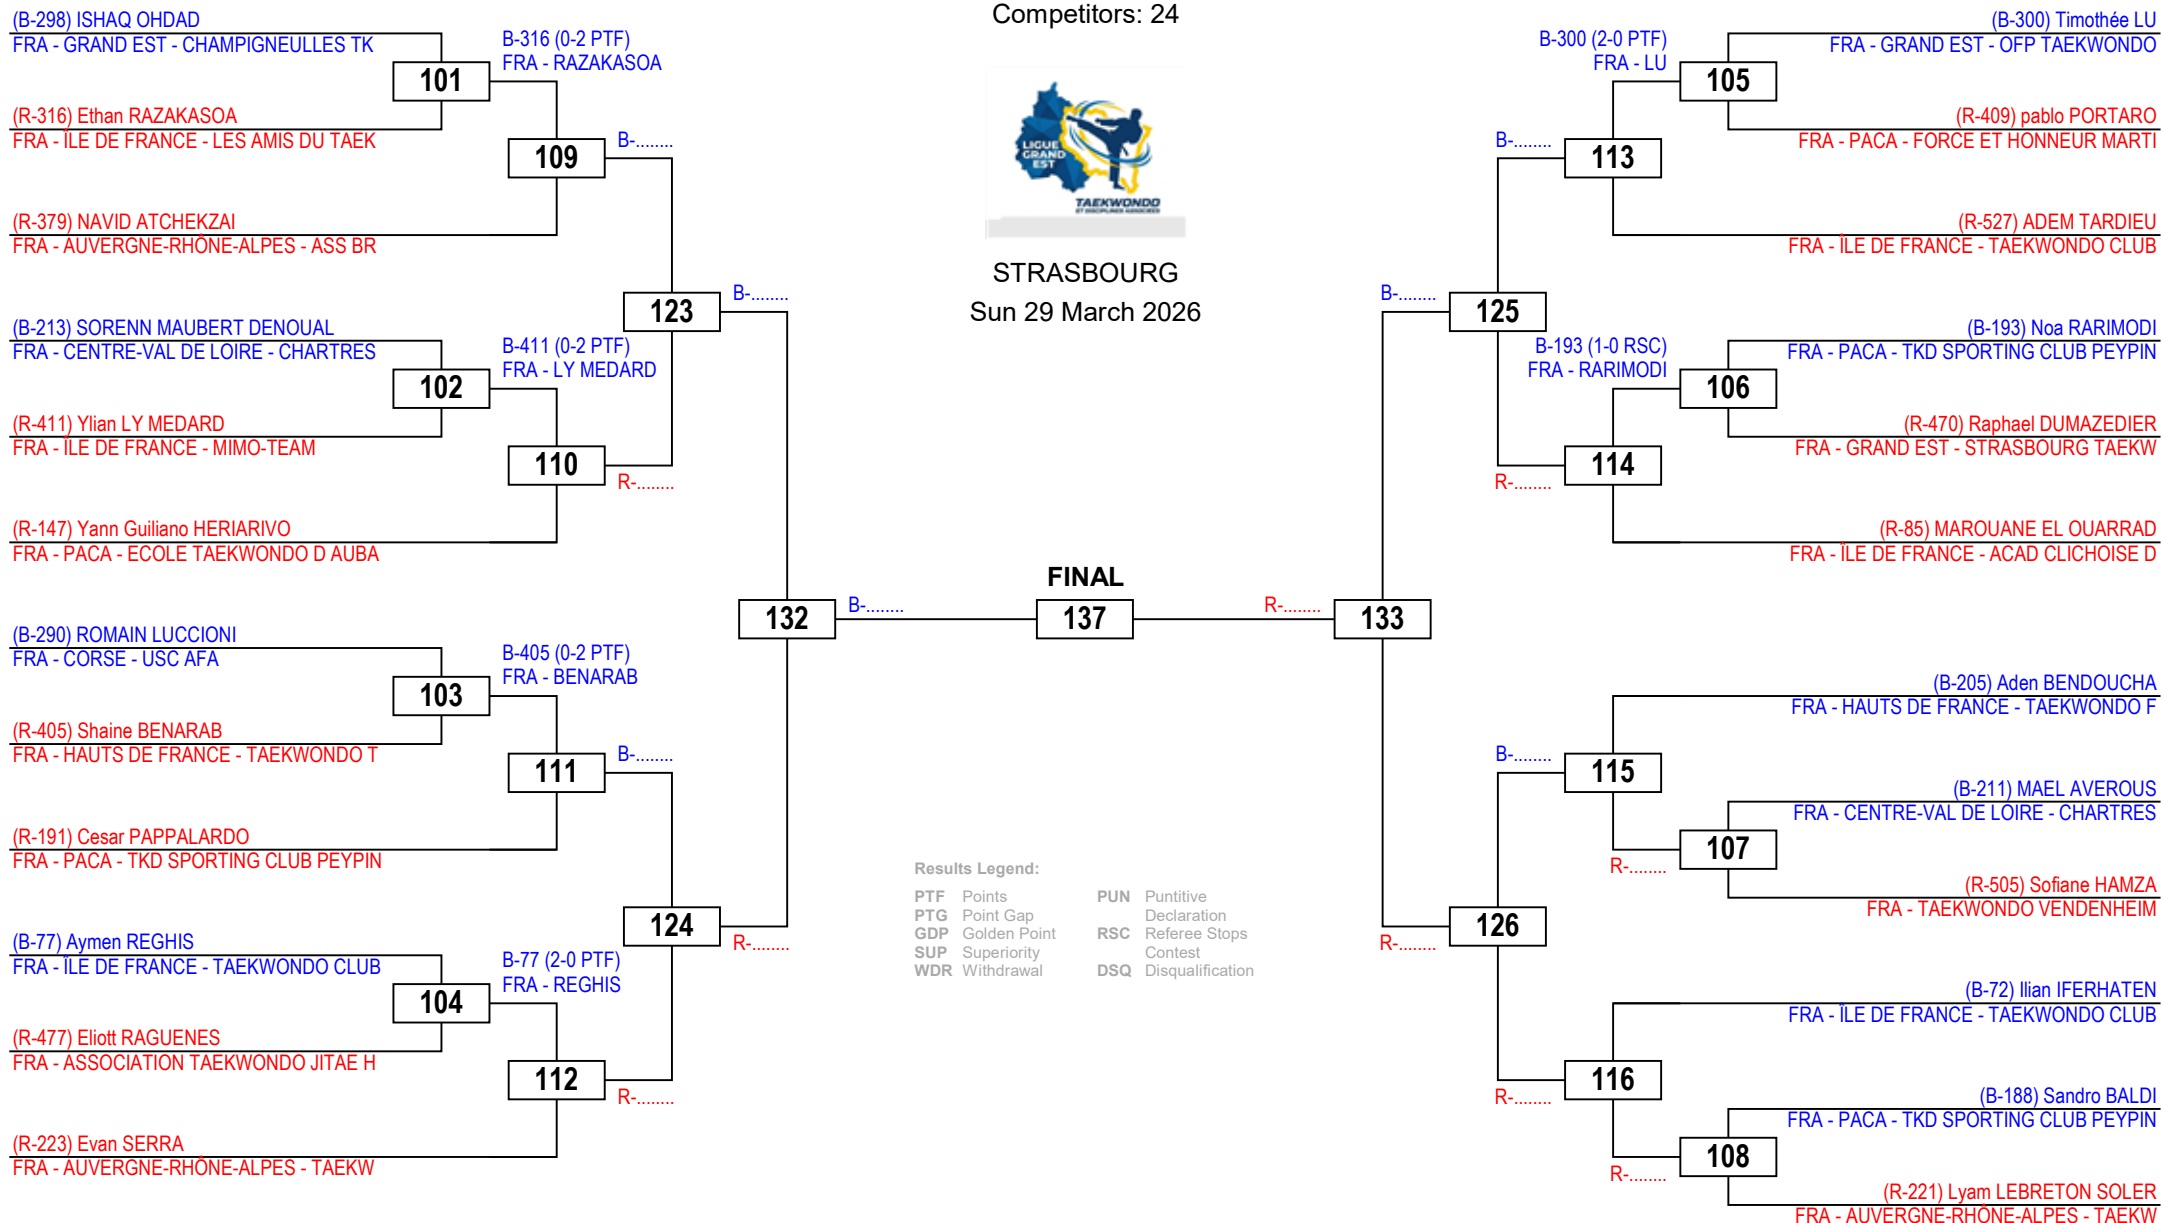 Competitors: 24
LIGUE
GRAND
EST
TAEKWONDO
ET DISCIPLINES ASSOCIÉES
STRASBOURG
Sun 29 March 2026
(B-298) ISHAQ OHDAD
FRA - GRAND EST - CHAMPIGNEULLES TK
101
(R-316) Ethan RAZAKASOA
FRA - ÎLE DE FRANCE - LES AMIS DU TAEK
B-316 (0-2 PTF)
FRA - RAZAKASOA
109
(R-379) NAVID ATCHEKZAI
FRA - AUVERGNE-RHÔNE-ALPES - ASS BR
B-........
123
B-........
(B-213) SORENN MAUBERT DENOUAL
FRA - CENTRE-VAL DE LOIRE - CHARTRES
102
(R-411) Ylian LY MEDARD
FRA - ÎLE DE FRANCE - MIMO-TEAM
B-411 (0-2 PTF)
FRA - LY MEDARD
110
R-........
(R-147) Yann Guiliano HERIARIVO
FRA - PACA - ECOLE TAEKWONDO D AUBA
132
B-........
(B-290) ROMAIN LUCCIONI
FRA - CORSE - USC AFA
103
(R-405) Shaine BENARAB
FRA - HAUTS DE FRANCE - TAEKWONDO T
B-405 (0-2 PTF)
FRA - BENARAB
111
B-........
(R-191) Cesar PAPPALARDO
FRA - PACA - TKD SPORTING CLUB PEYPIN
124
R-........
(B-77) Aymen REGHIS
FRA - ÎLE DE FRANCE - TAEKWONDO CLUB
104
(R-477) Eliott RAGUENES
FRA - ASSOCIATION TAEKWONDO JITAE H
B-77 (2-0 PTF)
FRA - REGHIS
112
R-........
(R-223) Evan SERRA
FRA - AUVERGNE-RHÔNE-ALPES - TAEKW
FINAL
137
Results Legend:
PTF Points
PTG Point Gap
GDP Golden Point
SUP Superiority
WDR Withdrawal
PUN Puntitive
Declaration
RSC Referee Stops
Contest
DSQ Disqualification
(B-300) Timothée LU
FRA - GRAND EST - OFP TAEKWONDO
105
(R-409) pablo PORTARO
FRA - PACA - FORCE ET HONNEUR MARTI
B-300 (2-0 PTF)
FRA - LU
113
B-........
(R-527) ADEM TARDIEU
FRA - ÎLE DE FRANCE - TAEKWONDO CLUB
125
B-........
(B-193) Noa RARIMODI
FRA - PACA - TKD SPORTING CLUB PEYPIN
106
(R-470) Raphael DUMAZEDIER
FRA - GRAND EST - STRASBOURG TAEKW
B-193 (1-0 RSC)
FRA - RARIMODI
114
R-........
(R-85) MAROUANE EL OUARRAD
FRA - ÎLE DE FRANCE - ACAD CLICHOISE D
133
R-........
(B-205) Aden BENDOUCHA
FRA - HAUTS DE FRANCE - TAEKWONDO F
115
B-........
(B-211) MAEL AVEROUS
FRA - CENTRE-VAL DE LOIRE - CHARTRES
107
R-........
(R-505) Sofiane HAMZA
FRA - TAEKWONDO VENDENHEIM
126
R-........
(B-72) Ilian IFERHATEN
FRA - ÎLE DE FRANCE - TAEKWONDO CLUB
116
R-........
(B-188) Sandro BALDI
FRA - PACA - TKD SPORTING CLUB PEYPIN
108
R-........
(R-221) Lyam LEBRETON SOLER
FRA - AUVERGNE-RHÔNE-ALPES - TAEKW